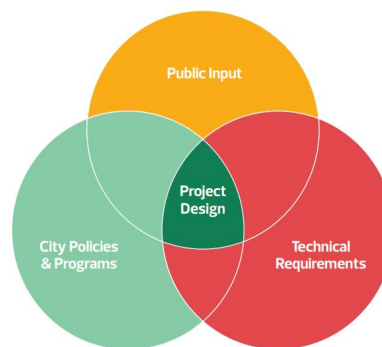 Public Input
Project
Design
City Policies
& Programs
Technical
Requirements